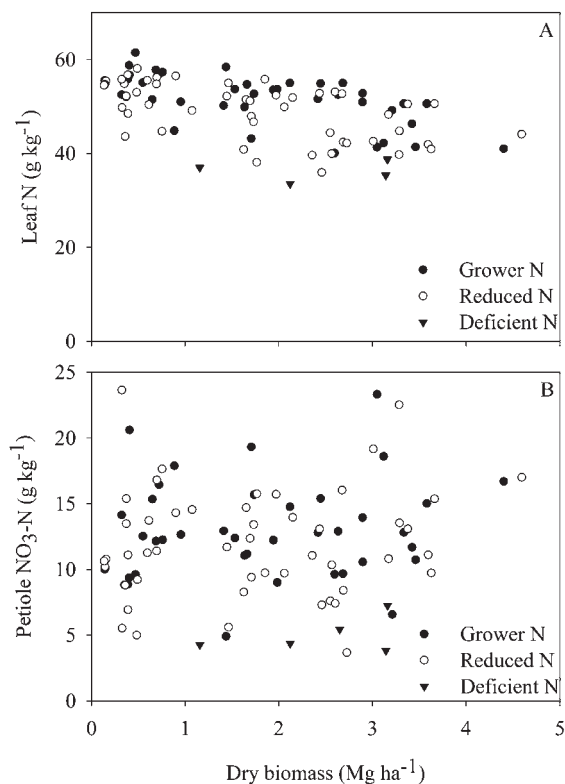 A
60
40
20
0
Leaf N (g kg⁻¹)
Grower N
Reduced N
Deficient N
B
25
20
15
10
5
0
Petiole NO₃-N (g kg⁻¹)
Grower N
Reduced N
Deficient N
0 1 2 3 4 5
Dry biomass (Mg ha⁻¹)